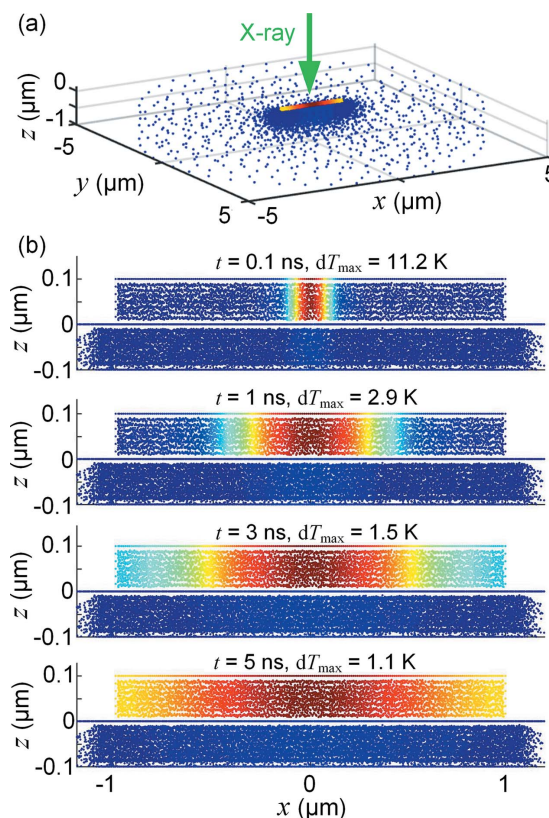 (a)
X-ray
0
-1
z (µm)
-5
y (µm)
5
-5
x (µm)
5
(b)
t = 0.1 ns, dTmax = 11.2 K
0.1
0
-0.1
z (µm)
t = 1 ns, dTmax = 2.9 K
0.1
0
-0.1
z (µm)
t = 3 ns, dTmax = 1.5 K
0.1
0
-0.1
z (µm)
t = 5 ns, dTmax = 1.1 K
0.1
0
-0.1
z (µm)
-1
0
1
x (µm)